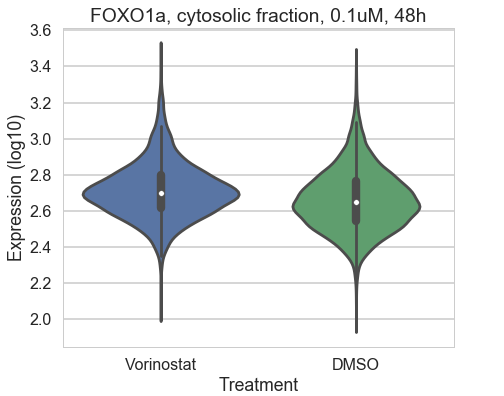 FOXO1a, cytosolic fraction, 0.1uM, 48h
Expression (log10)
3.6
3.4
3.2
3.0
2.8
2.6
2.4
2.2
2.0
Vorinostat
DMSO
Treatment